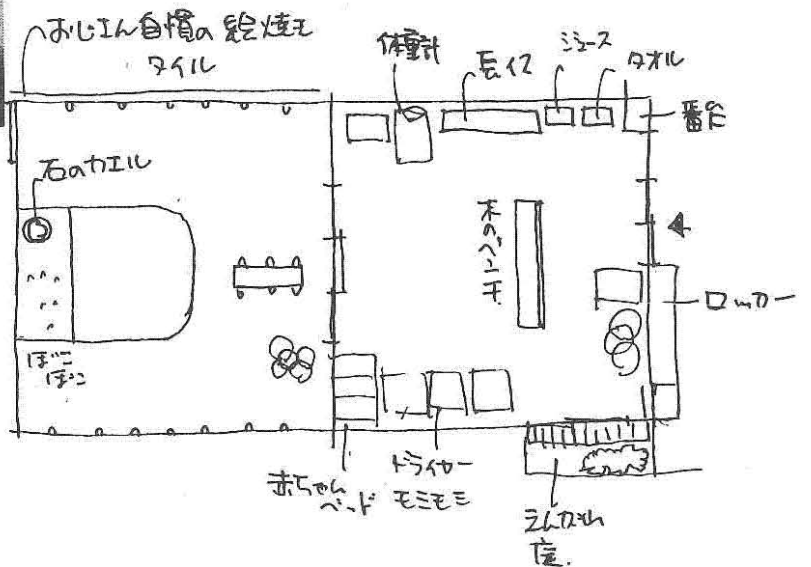 おじさん自慢の絵焼き
タイル
体重計
長イス
ジュース
タオル
番台
石のカエル
木のベンチ
ロッカー
ぼこ
ぼこ
赤ちゃん
ベッド
ドライヤー
モミモミ
えんがわ
庭.